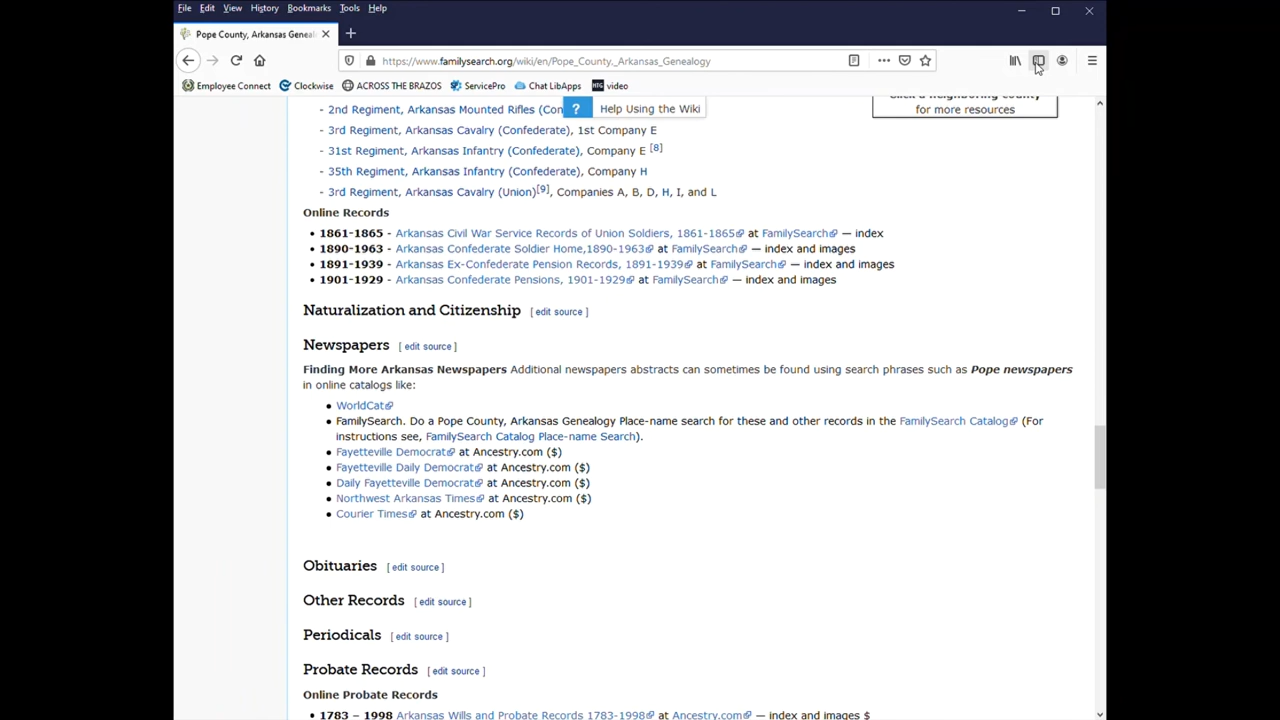 File Edit View History Bookmarks Tools Help
Pope County, Arkansas Geneal
https://www.familysearch.org/wiki/en/Pope_County,_Arkansas_Genealogy
Employee Connect Clockwise ACROSS THE BRAZOS ServicePro Chat LibApps HTG video
for more resources
- 2nd Regiment, Arkansas Mounted Rifles (Con
? Help Using the Wiki
- 3rd Regiment, Arkansas Cavalry (Confederate), 1st Company E
- 31st Regiment, Arkansas Infantry (Confederate), Company E [8]
- 35th Regiment, Arkansas Infantry (Confederate), Company H
- 3rd Regiment, Arkansas Cavalry (Union)[9], Companies A, B, D, H, I, and L
Online Records
• 1861-1865 - Arkansas Civil War Service Records of Union Soldiers, 1861-1865 at FamilySearch — index
• 1890-1963 - Arkansas Confederate Soldier Home,1890-1963 at FamilySearch — index and images
• 1891-1939 - Arkansas Ex-Confederate Pension Records, 1891-1939 at FamilySearch — index and images
• 1901-1929 - Arkansas Confederate Pensions, 1901-1929 at FamilySearch — index and images
Naturalization and Citizenship [ edit source ]
Newspapers [ edit source ]
Finding More Arkansas Newspapers Additional newspapers abstracts can sometimes be found using search phrases such as Pope newspapers
in online catalogs like:
• WorldCat
• FamilySearch. Do a Pope County, Arkansas Genealogy Place-name search for these and other records in the FamilySearch Catalog (For
instructions see, FamilySearch Catalog Place-name Search).
• Fayetteville Democrat at Ancestry.com ($)
• Fayetteville Daily Democrat at Ancestry.com ($)
• Daily Fayetteville Democrat at Ancestry.com ($)
• Northwest Arkansas Times at Ancestry.com ($)
• Courier Times at Ancestry.com ($)
Obituaries [ edit source ]
Other Records [ edit source ]
Periodicals [ edit source ]
Probate Records [ edit source ]
Online Probate Records
• 1783 – 1998 Arkansas Wills and Probate Records 1783-1998 at Ancestry.com — index and images $